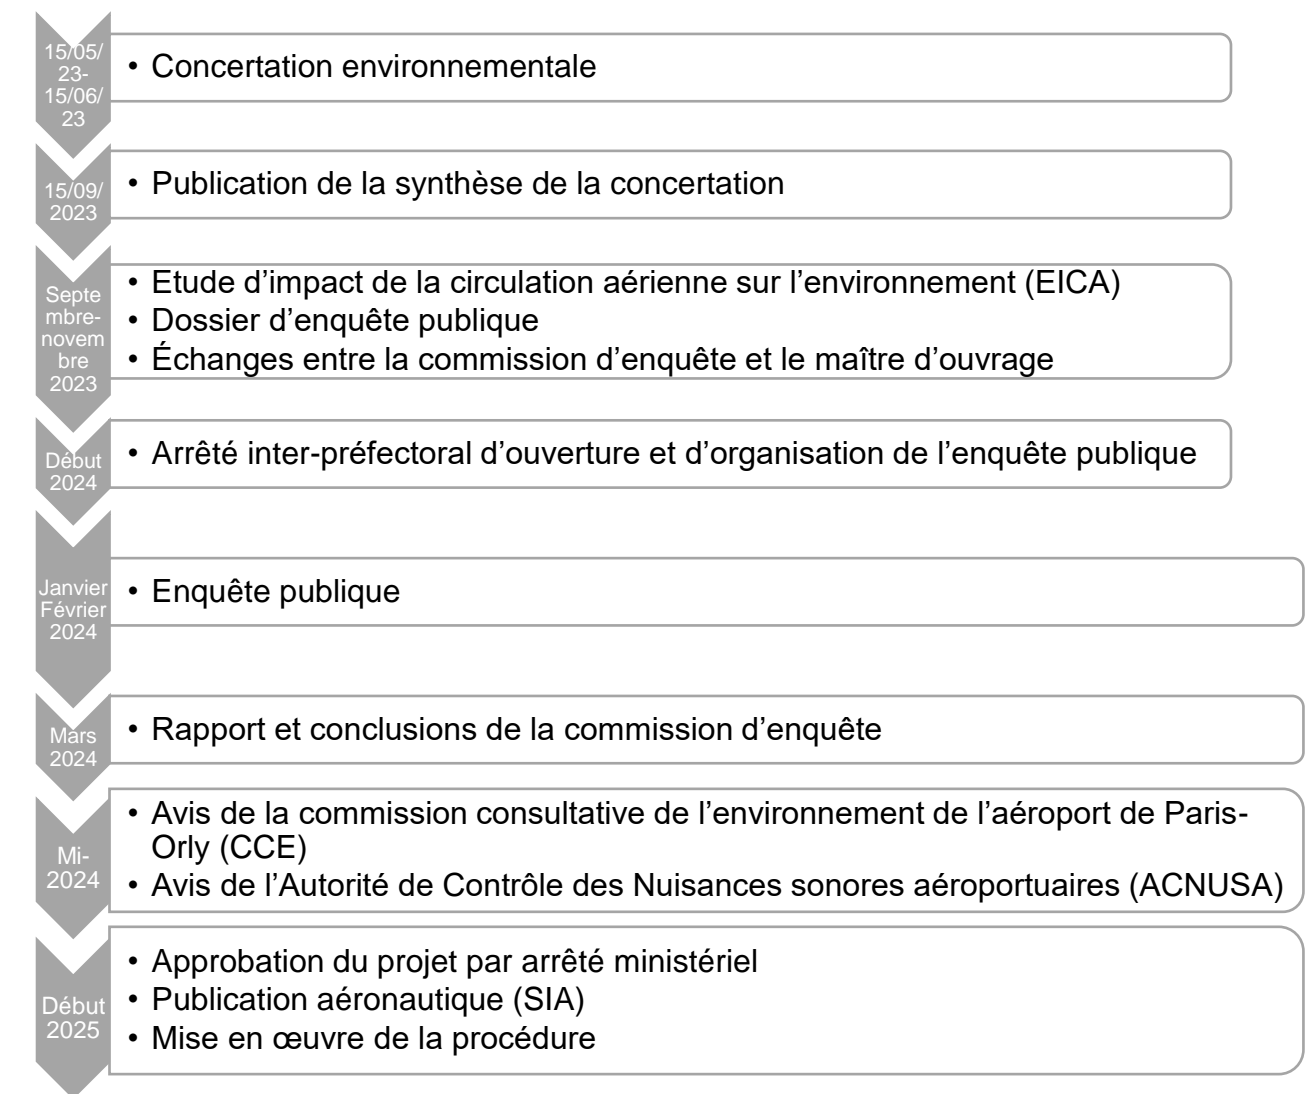 15/05/
23-
15/06/
23
• Concertation environnementale
15/09/
2023
• Publication de la synthèse de la concertation
Septe
mbre-
novem
bre
2023
• Etude d’impact de la circulation aérienne sur l’environnement (EICA)
• Dossier d’enquête publique
• Échanges entre la commission d’enquête et le maître d’ouvrage
Début
2024
• Arrêté inter-préfectoral d’ouverture et d’organisation de l’enquête publique
Janvier
Février
2024
• Enquête publique
Mars
2024
• Rapport et conclusions de la commission d’enquête
Mi-
2024
• Avis de la commission consultative de l’environnement de l’aéroport de Paris-
Orly (CCE)
• Avis de l’Autorité de Contrôle des Nuisances sonores aéroportuaires (ACNUSA)
Début
2025
• Approbation du projet par arrêté ministériel
• Publication aéronautique (SIA)
• Mise en œuvre de la procédure